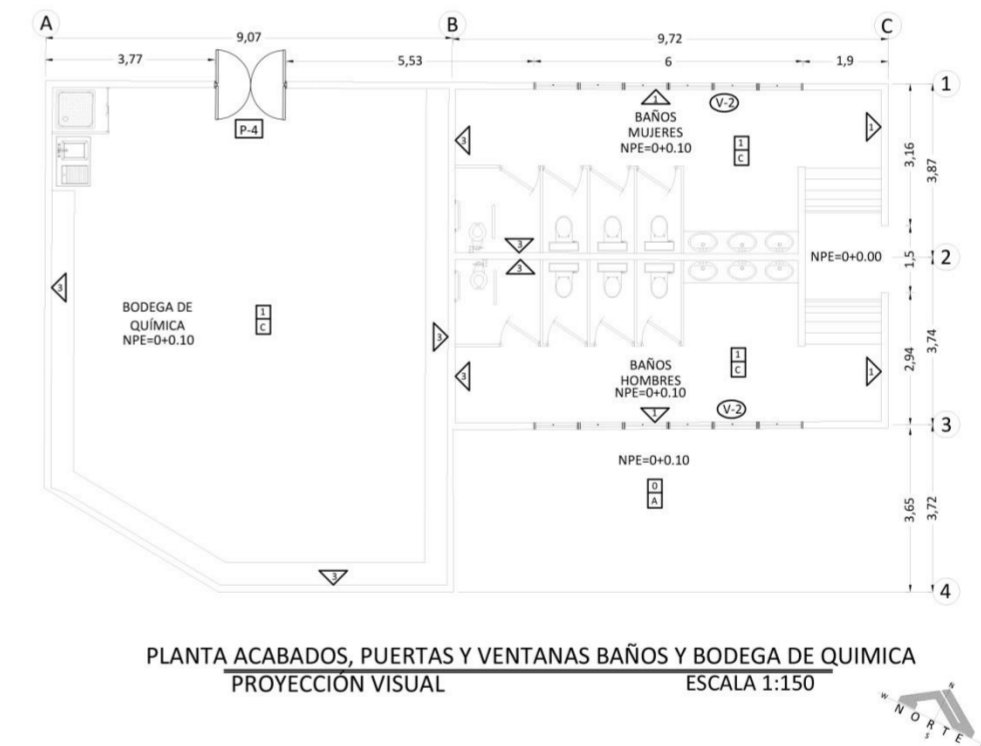 A
B
C
9,07
9,72
3,77
5,53
6
1,9
1
P-4
1
V-2
BAÑOS
MUJERES
NPE=0+0.10
3
1
1
C
3,16
3,87
3
NPE=0+0.00
1,5
2
3
3
BODEGA DE
QUÍMICA
NPE=0+0.10
1
C
3
3,74
2,94
BAÑOS
HOMBRES
NPE=0+0.10
1
C
3
1
1
V-2
3
NPE=0+0.10
0
A
3,65
3,72
3
4
PLANTA ACABADOS, PUERTAS Y VENTANAS BAÑOS Y BODEGA DE QUIMICA
PROYECCIÓN VISUAL
ESCALA 1:150
N
W
NORTE
S